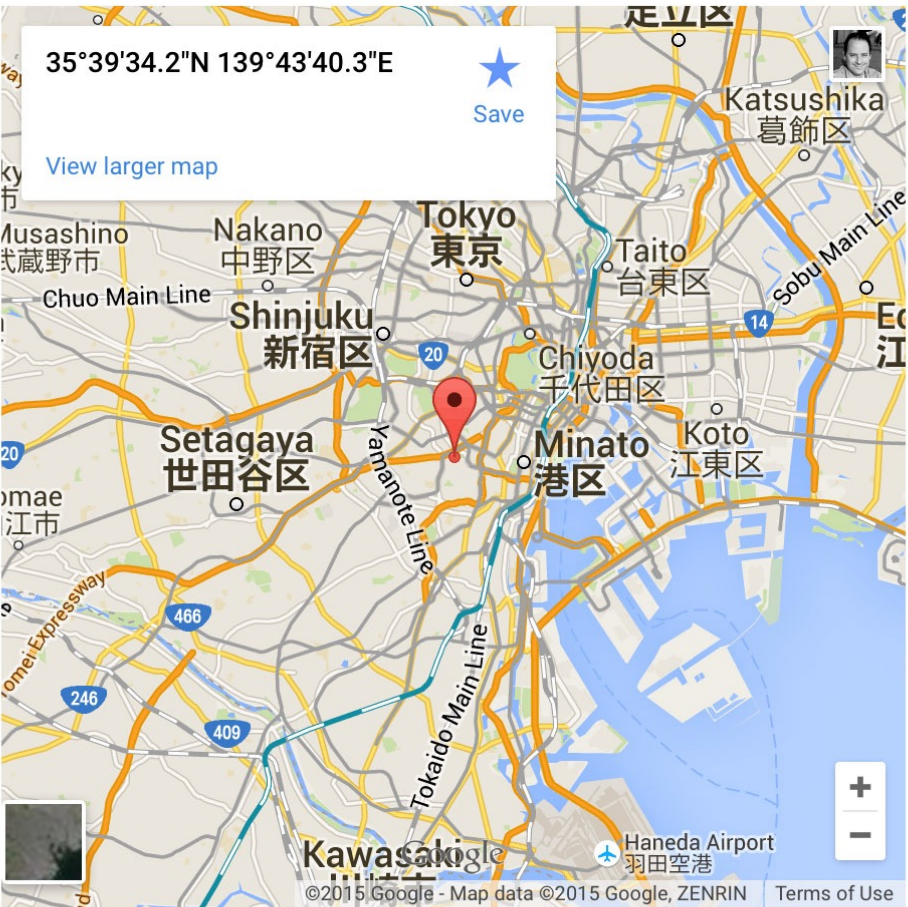 足立区
35°39'34.2"N 139°43'40.3"E
Save
View larger map
Katsushika
葛飾区
Musashino
武蔵野市
Nakano
中野区
Tokyo
東京
Taito
台東区
Sobu Main Line
Chuo Main Line
Shinjuku
新宿区
20
14
Chiyoda
千代田区
Setagaya
世田谷区
Yamanote Line
Minato
港区
Koto
江東区
20
omae
江市
omei Expressway
466
246
409
Tokaido Main Line
Kawasaki
Google
Haneda Airport
羽田空港
©2015 Google - Map data ©2015 Google, ZENRIN
Terms of Use